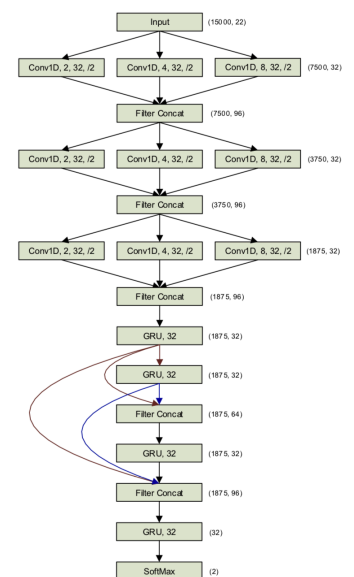 Input (15000, 22)
Conv1D, 2, 32, /2 Conv1D, 4, 32, /2 Conv1D, 8, 32, /2 (7500, 32)
Filter Concat (7500, 96)
Conv1D, 2, 32, /2 Conv1D, 4, 32, /2 Conv1D, 8, 32, /2 (3750, 32)
Filter Concat (3750, 96)
Conv1D, 2, 32, /2 Conv1D, 4, 32, /2 Conv1D, 8, 32, /2 (1875, 32)
Filter Concat (1875, 96)
GRU, 32 (1875, 32)
GRU, 32 (1875, 32)
Filter Concat (1875, 64)
GRU, 32 (1875, 32)
Filter Concat (1875, 96)
GRU, 32 (32)
SoftMax (2)